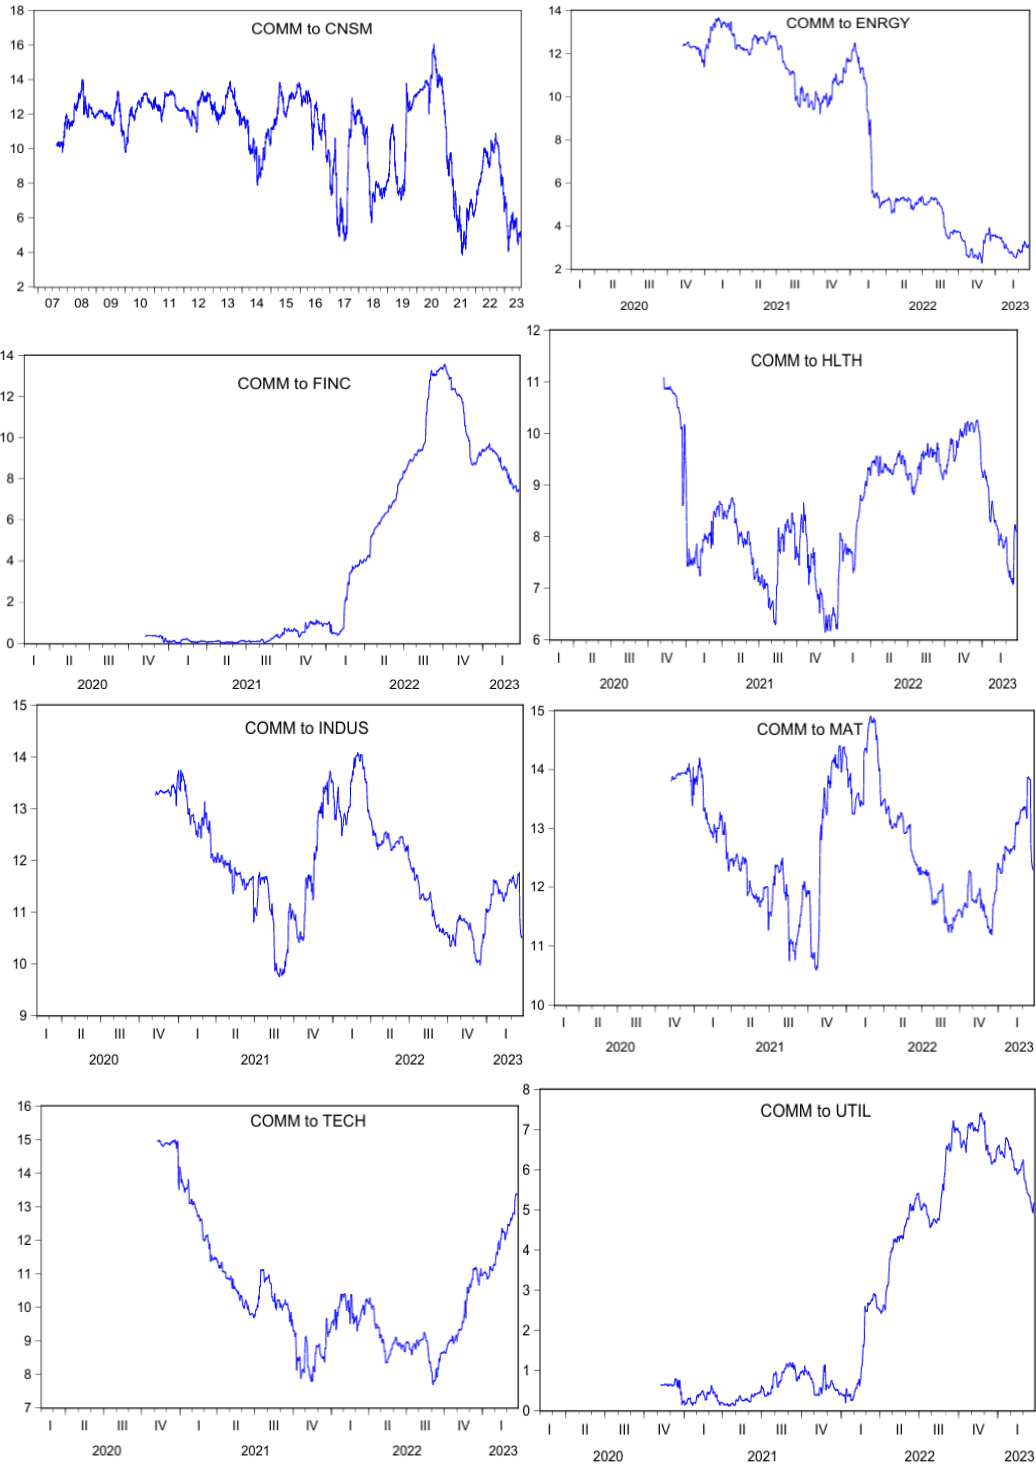 COMM to CNSM
18
16
14
12
10
8
6
4
2
07 08 09 10 11 12 13 14 15 16 17 18 19 20 21 22 23
COMM to ENRGY
14
12
10
8
6
4
2
I II III IV I II III IV I II III IV I
2020 2021 2022 2023
COMM to FINC
14
12
10
8
6
4
2
0
I II III IV I II III IV I II III IV I
2020 2021 2022 2023
COMM to HLTH
12
11
10
9
8
7
6
I II III IV I II III IV I II III IV I
2020 2021 2022 2023
COMM to INDUS
15
14
13
12
11
10
9
I II III IV I II III IV I II III IV I
2020 2021 2022 2023
COMM to MAT
15
14
13
12
11
10
I II III IV I II III IV I II III IV I
2020 2021 2022 2023
COMM to TECH
16
15
14
13
12
11
10
9
8
7
I II III IV I II III IV I II III IV I
2020 2021 2022 2023
COMM to UTIL
8
7
6
5
4
3
2
1
0
I II III IV I II III IV I II III IV I
2020 2021 2022 2023